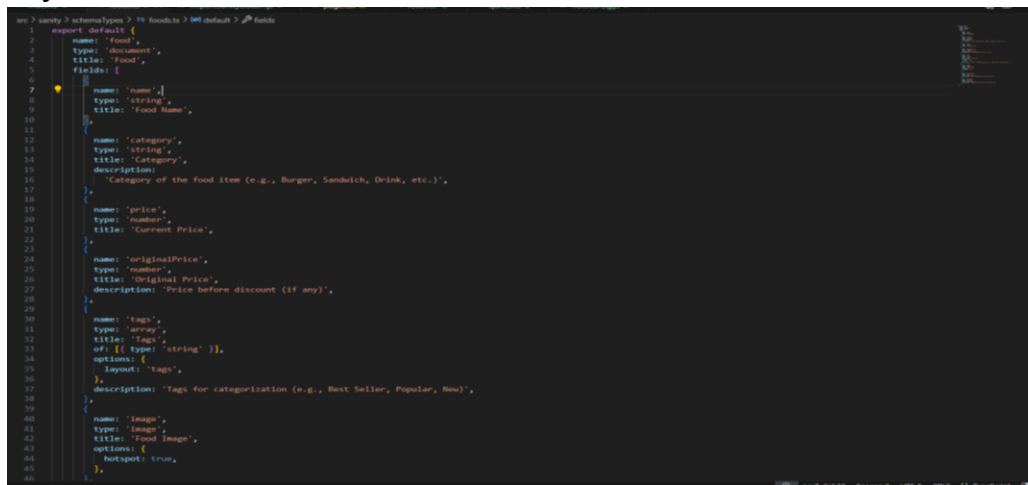 src > sanity > schemaTypes > TS foods.ts > default > fields
1 export default {
2 name: 'food',
3 type: 'document',
4 title: 'Food',
5 fields: [
6 {
7 name: 'name',
8 type: 'string',
9 title: 'Food Name',
10 },
11 {
12 name: 'category',
13 type: 'string',
14 title: 'Category',
15 description:
16 'Category of the food item (e.g., Burger, Sandwich, Drink, etc.)',
17 },
18 {
19 name: 'price',
20 type: 'number',
21 title: 'Current Price',
22 },
23 {
24 name: 'originalPrice',
25 type: 'number',
26 title: 'Original Price',
27 description: 'Price before discount (if any)',
28 },
29 {
30 name: 'tags',
31 type: 'array',
32 title: 'Tags',
33 of: [{ type: 'string' }],
34 options: {
35 layout: 'tags',
36 },
37 description: 'Tags for categorization (e.g., Best Seller, Popular, New)',
38 },
39 {
40 name: 'image',
41 type: 'image',
42 title: 'Food Image',
43 options: {
44 hotspot: true,
45 },
46 },